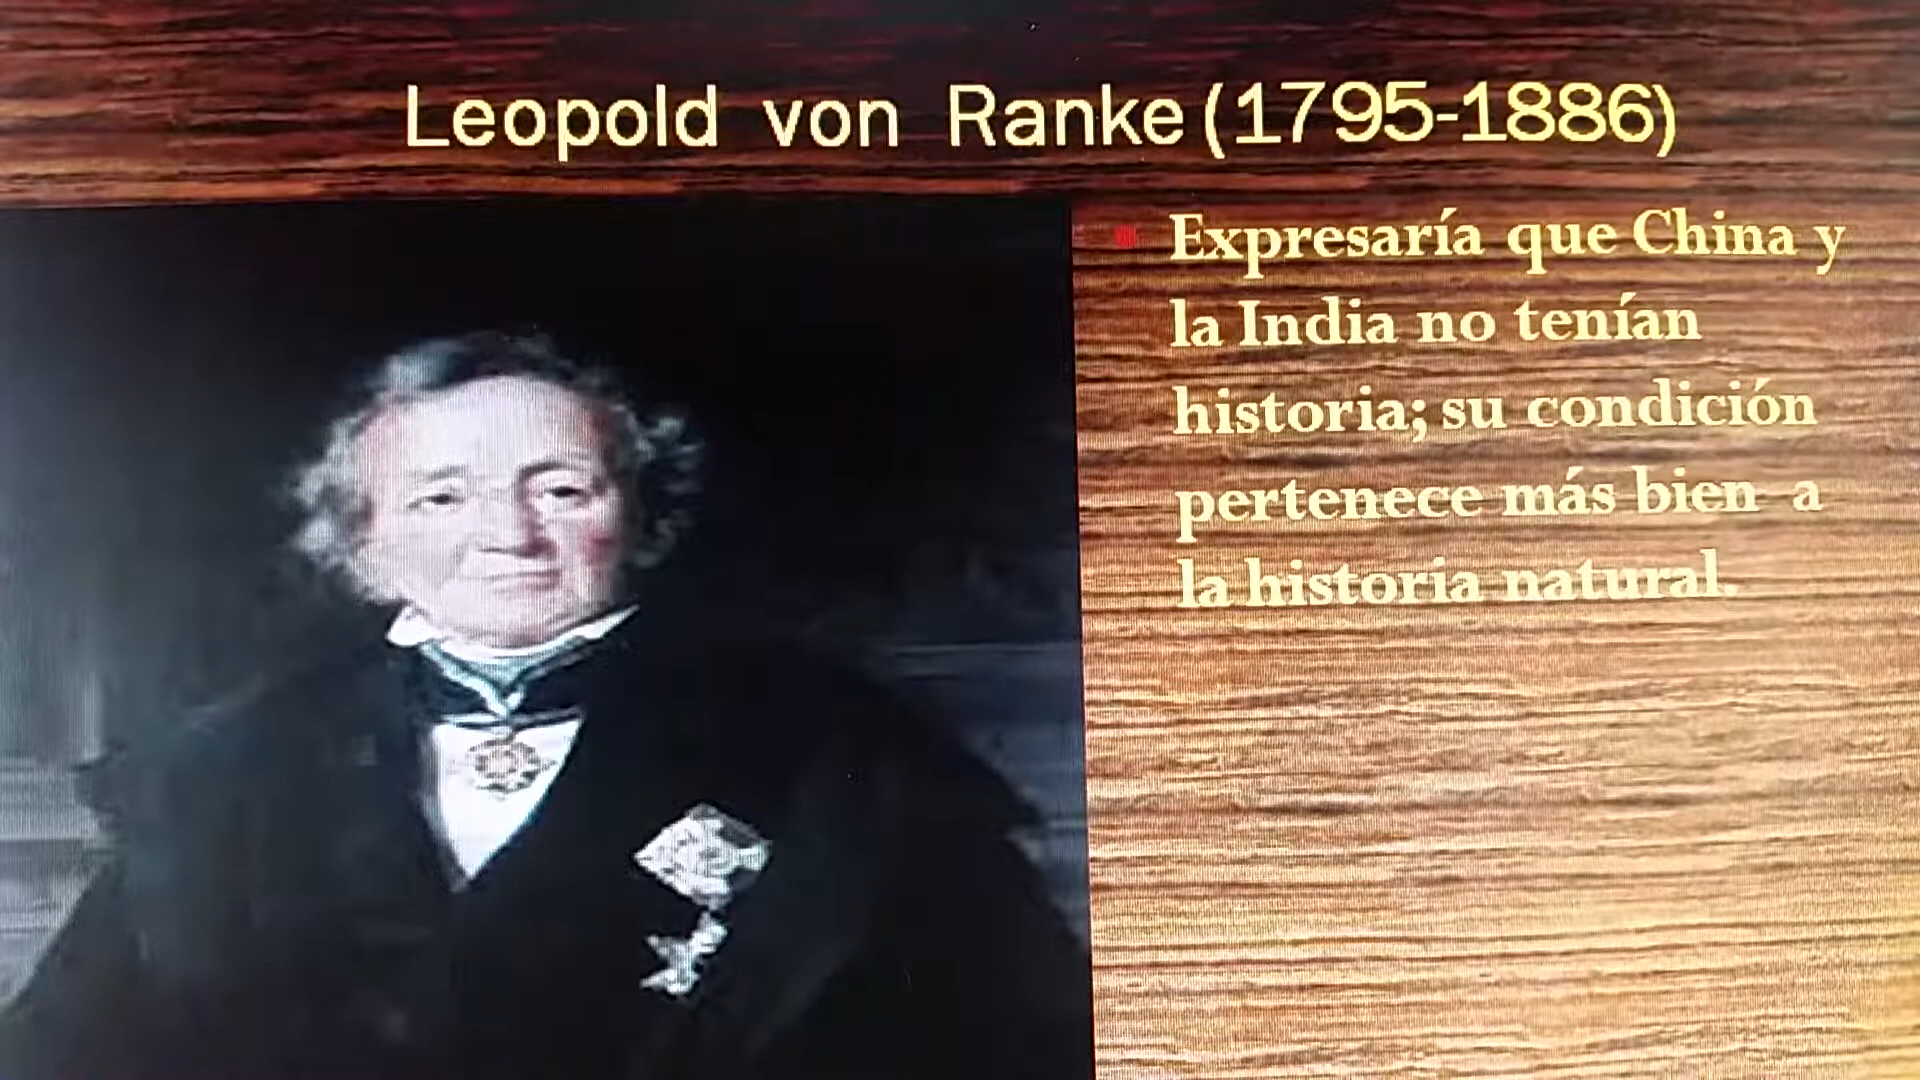 Leopold von Ranke (1795-1886)
Expresaría que China y
la India no tenían
historia; su condición
pertenece más bien a
la historia natural.